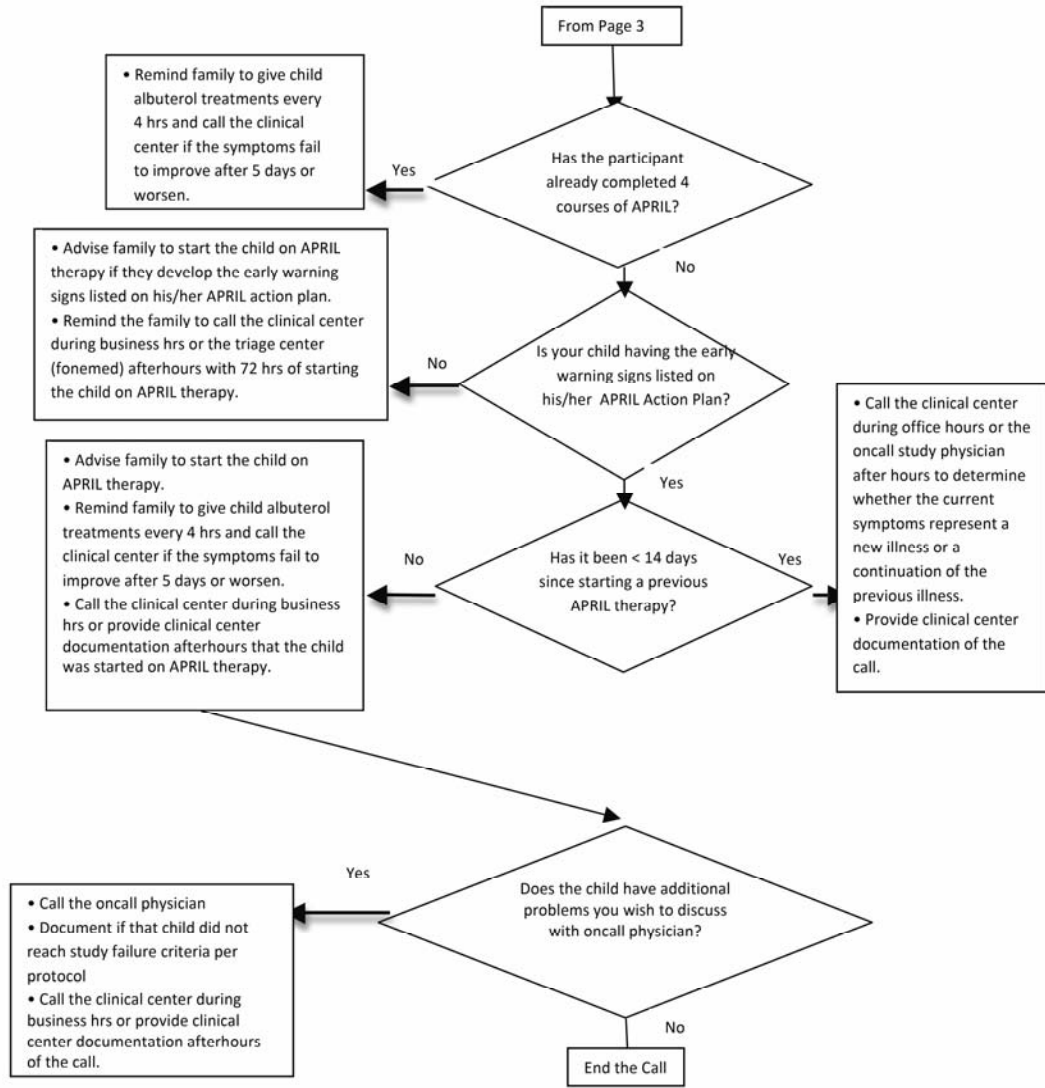 From Page 3
• Remind family to give child
albuterol treatments every
4 hrs and call the clinical
center if the symptoms fail
to improve after 5 days or
worsen.
Yes
Has the participant
already completed 4
courses of APRIL?
No
• Advise family to start the child on APRIL
therapy if they develop the early warning
signs listed on his/her APRIL action plan.
• Remind the family to call the clinical center
during business hrs or the triage center
(fonemed) afterhours with 72 hrs of starting
the child on APRIL therapy.
No
Is your child having the early
warning signs listed on
his/her APRIL Action Plan?
Yes
• Advise family to start the child on
APRIL therapy.
• Remind family to give child albuterol
treatments every 4 hrs and call the
clinical center if the symptoms fail to
improve after 5 days or worsen.
• Call the clinical center during business
hrs or provide clinical center
documentation afterhours that the child
was started on APRIL therapy.
No
Has it been < 14 days
since starting a previous
APRIL therapy?
Yes
• Call the clinical center
during office hours or the
oncall study physician
after hours to determine
whether the current
symptoms represent a
new illness or a
continuation of the
previous illness.
• Provide clinical center
documentation of the
call.
Does the child have additional
problems you wish to discuss
with oncall physician?
Yes
• Call the oncall physician
• Document if that child did not
reach study failure criteria per
protocol
• Call the clinical center during
business hrs or provide clinical
center documentation afterhours
of the call.
No
End the Call